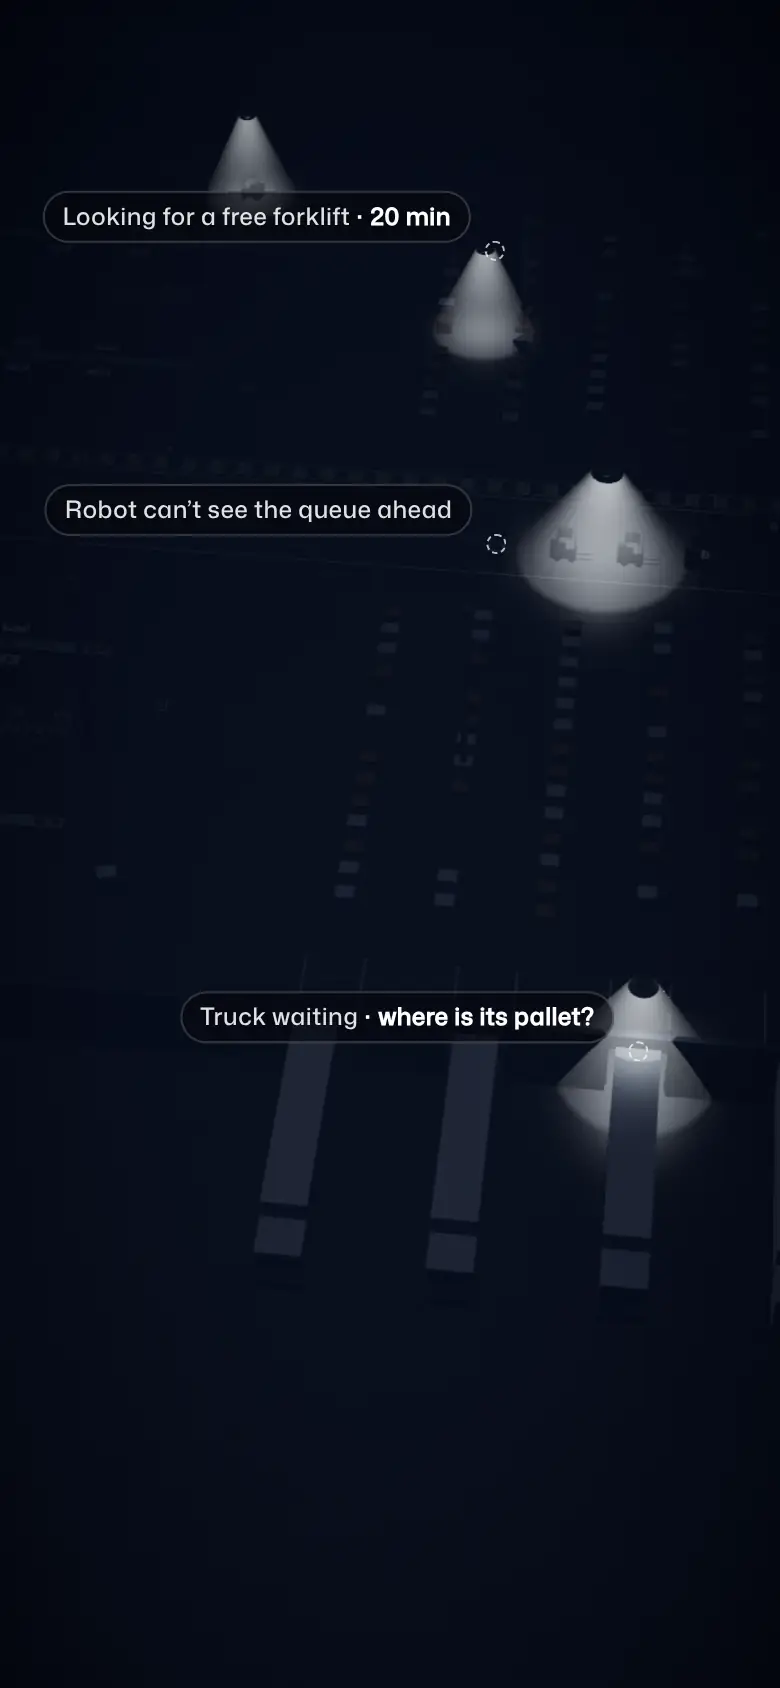 Looking for a free forklift · 20 min
Robot can’t see the queue ahead
Truck waiting · where is its pallet?